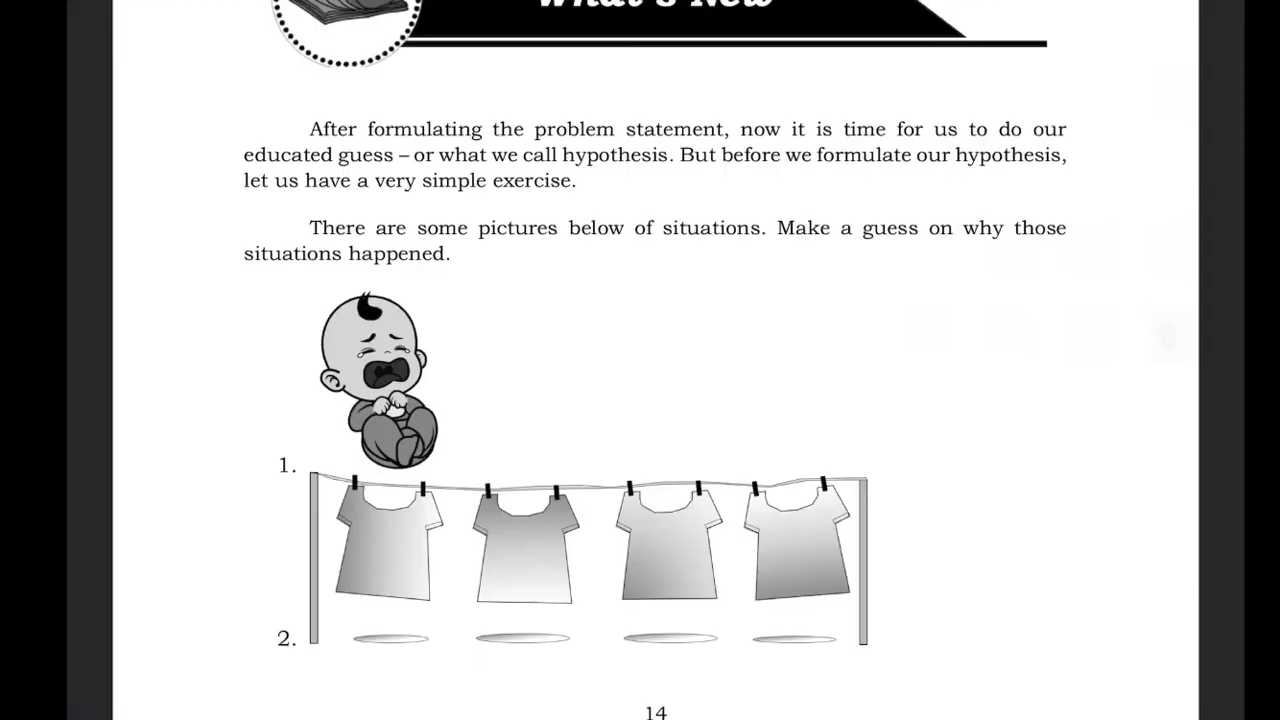 What's New
After formulating the problem statement, now it is time for us to do our
educated guess – or what we call hypothesis. But before we formulate our hypothesis,
let us have a very simple exercise.
There are some pictures below of situations. Make a guess on why those
situations happened.
1.
2.
14